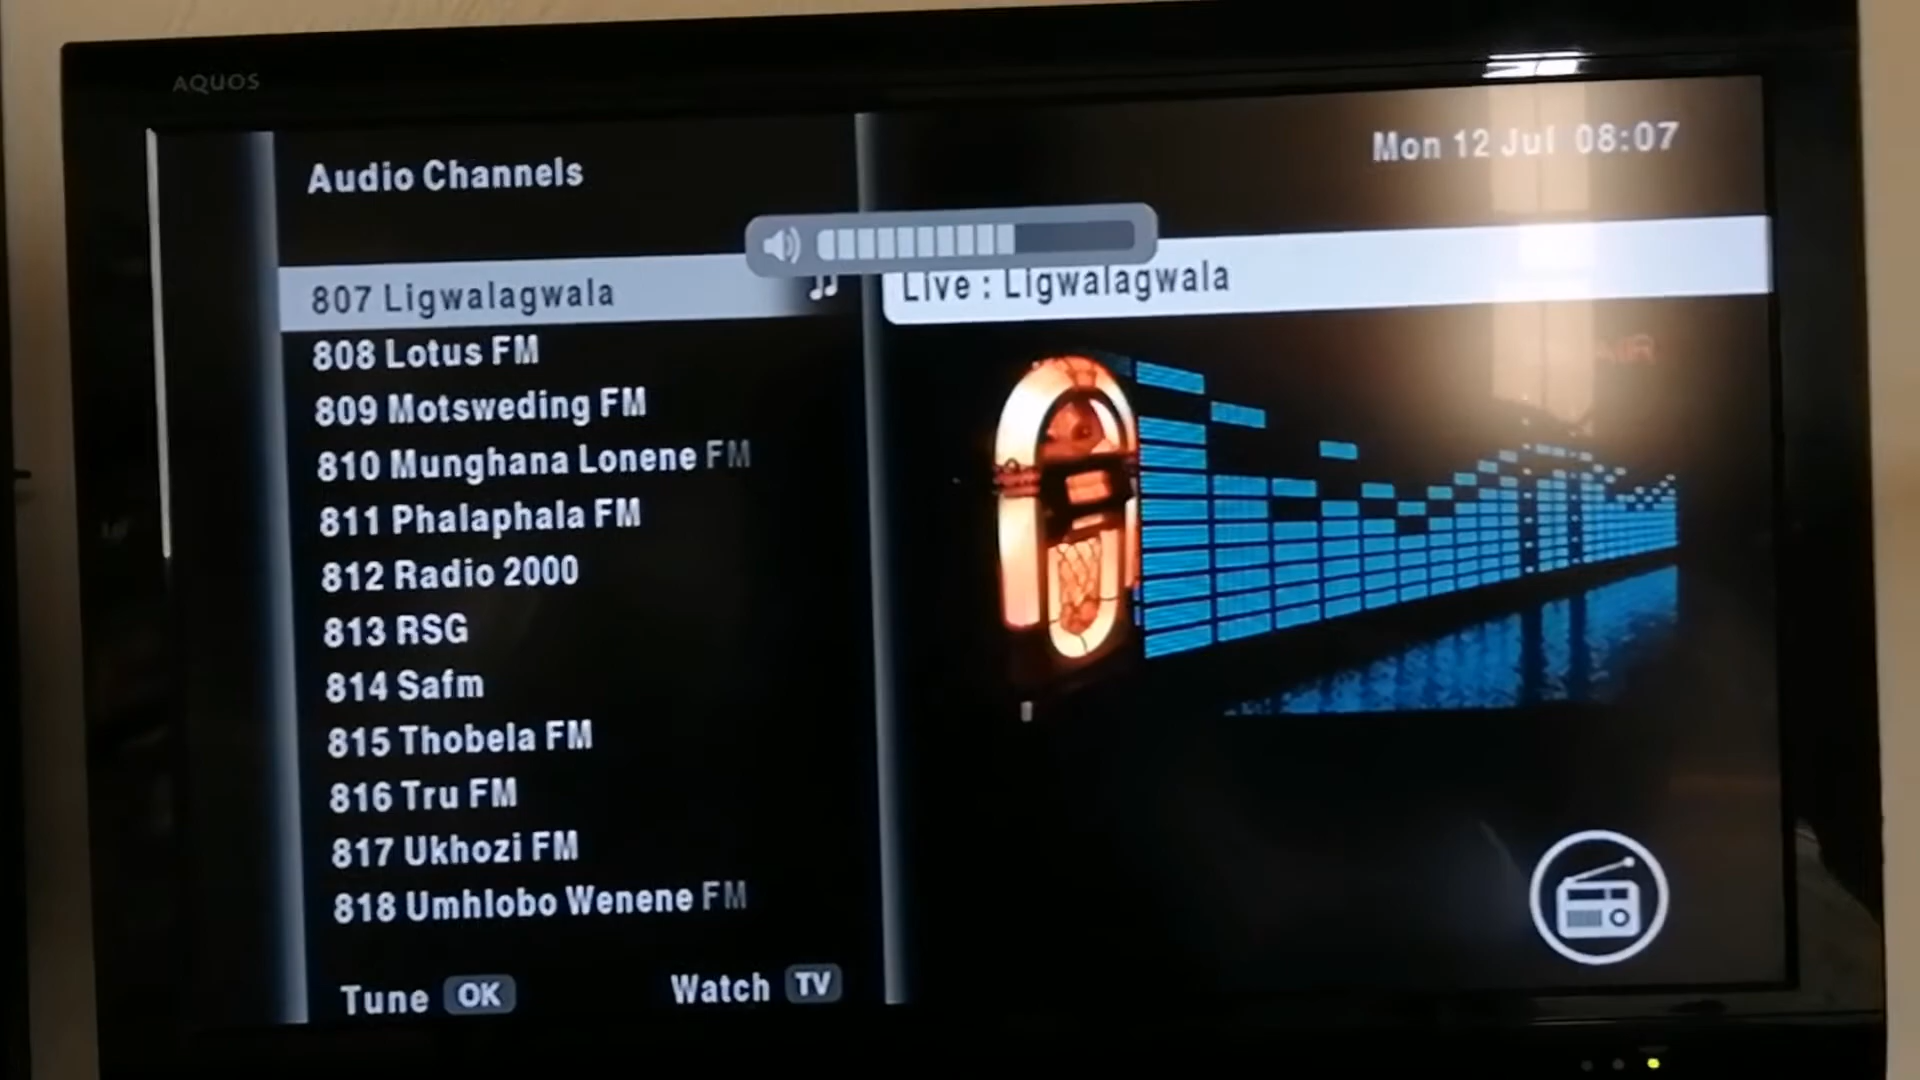 AQUOS
Audio Channels
Mon 12 Jul 08:07
807 Ligwalagwala
Live : Ligwalagwala
808 Lotus FM
809 Motsweding FM
810 Munghana Lonene FM
811 Phalaphala FM
812 Radio 2000
813 RSG
814 Safm
815 Thobela FM
816 Tru FM
817 Ukhozi FM
818 Umhlobo Wenene FM
Tune OK
Watch TV
AIR